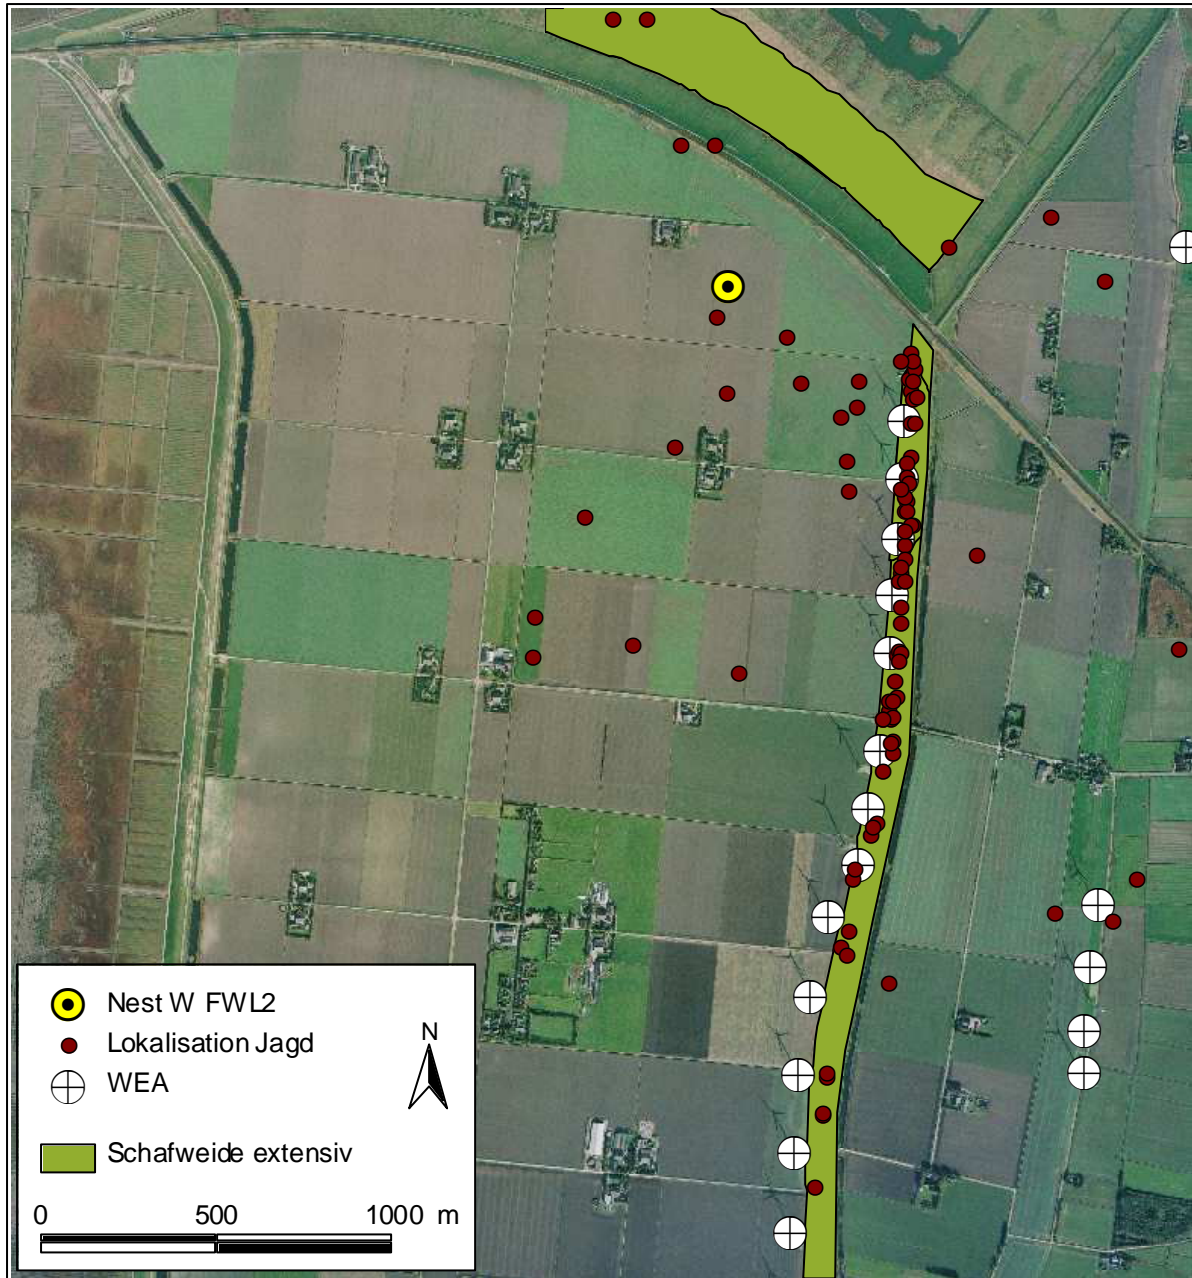 Nest W FWL2
Lokalisation Jagd
WEA
N
Schafweide extensiv
0 500 1000 m